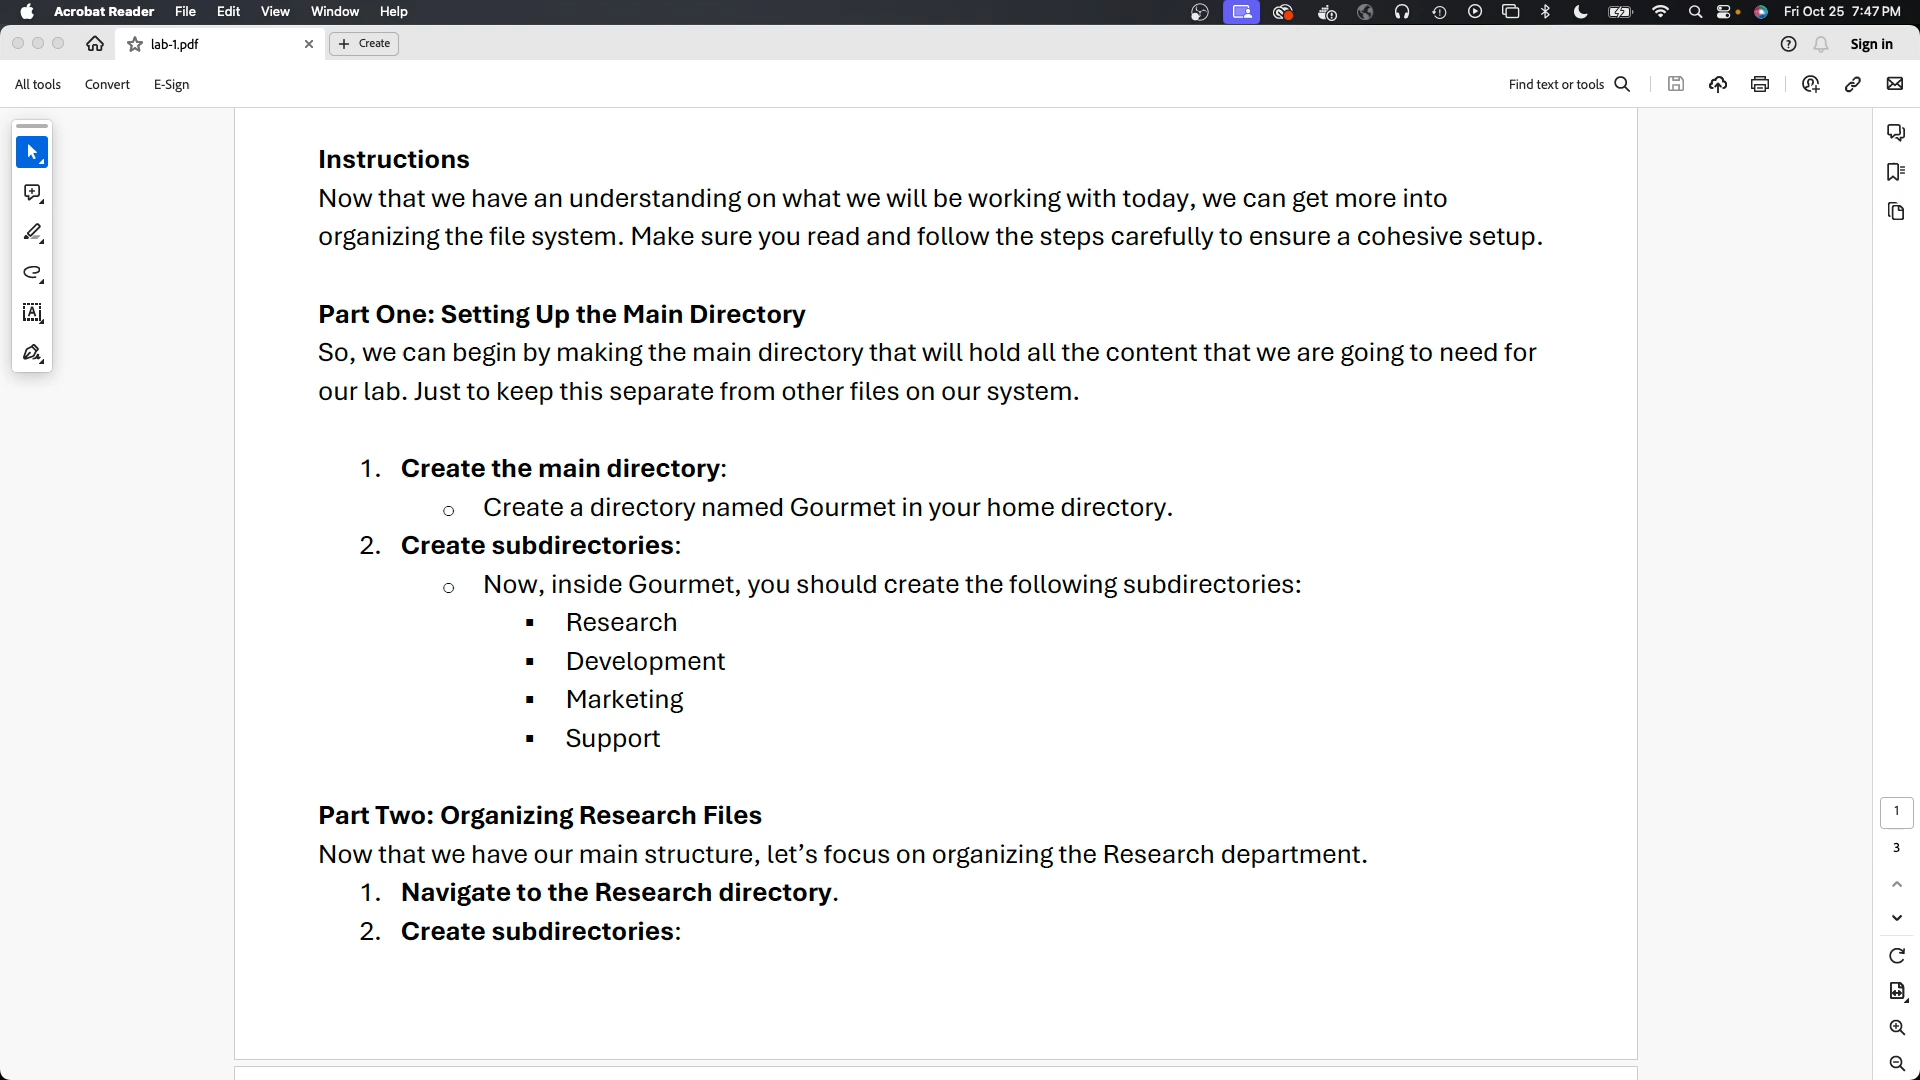 Acrobat Reader File Edit View Window Help Fri Oct 25 7:47 PM
lab-1.pdf Create Sign in
All tools Convert E-Sign Find text or tools
Instructions
Now that we have an understanding on what we will be working with today, we can get more into
organizing the file system. Make sure you read and follow the steps carefully to ensure a cohesive setup.
Part One: Setting Up the Main Directory
So, we can begin by making the main directory that will hold all the content that we are going to need for
our lab. Just to keep this separate from other files on our system.
1. Create the main directory:
○ Create a directory named Gourmet in your home directory.
2. Create subdirectories:
○ Now, inside Gourmet, you should create the following subdirectories:
▪ Research
▪ Development
▪ Marketing
▪ Support
Part Two: Organizing Research Files
Now that we have our main structure, let’s focus on organizing the Research department.
1. Navigate to the Research directory.
2. Create subdirectories:
1
3